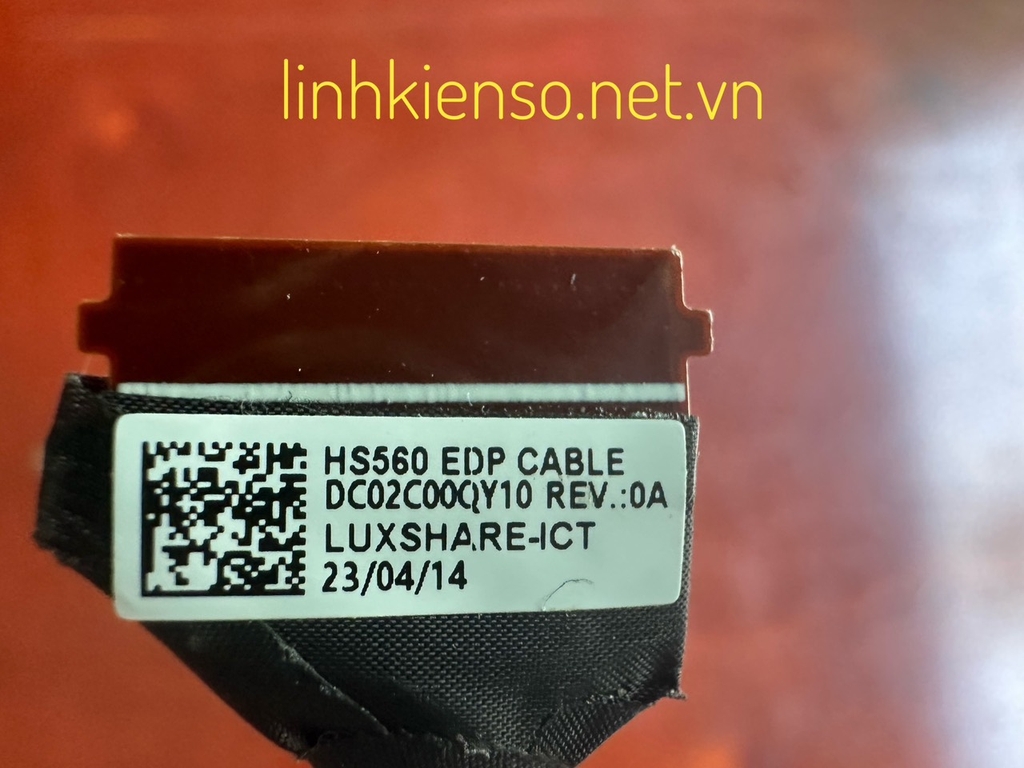 linhkienso.net.vn
HS560 EDP CABLE
DC02C00QY10 REV.:0A
LUXSHARE-ICT
23/04/14